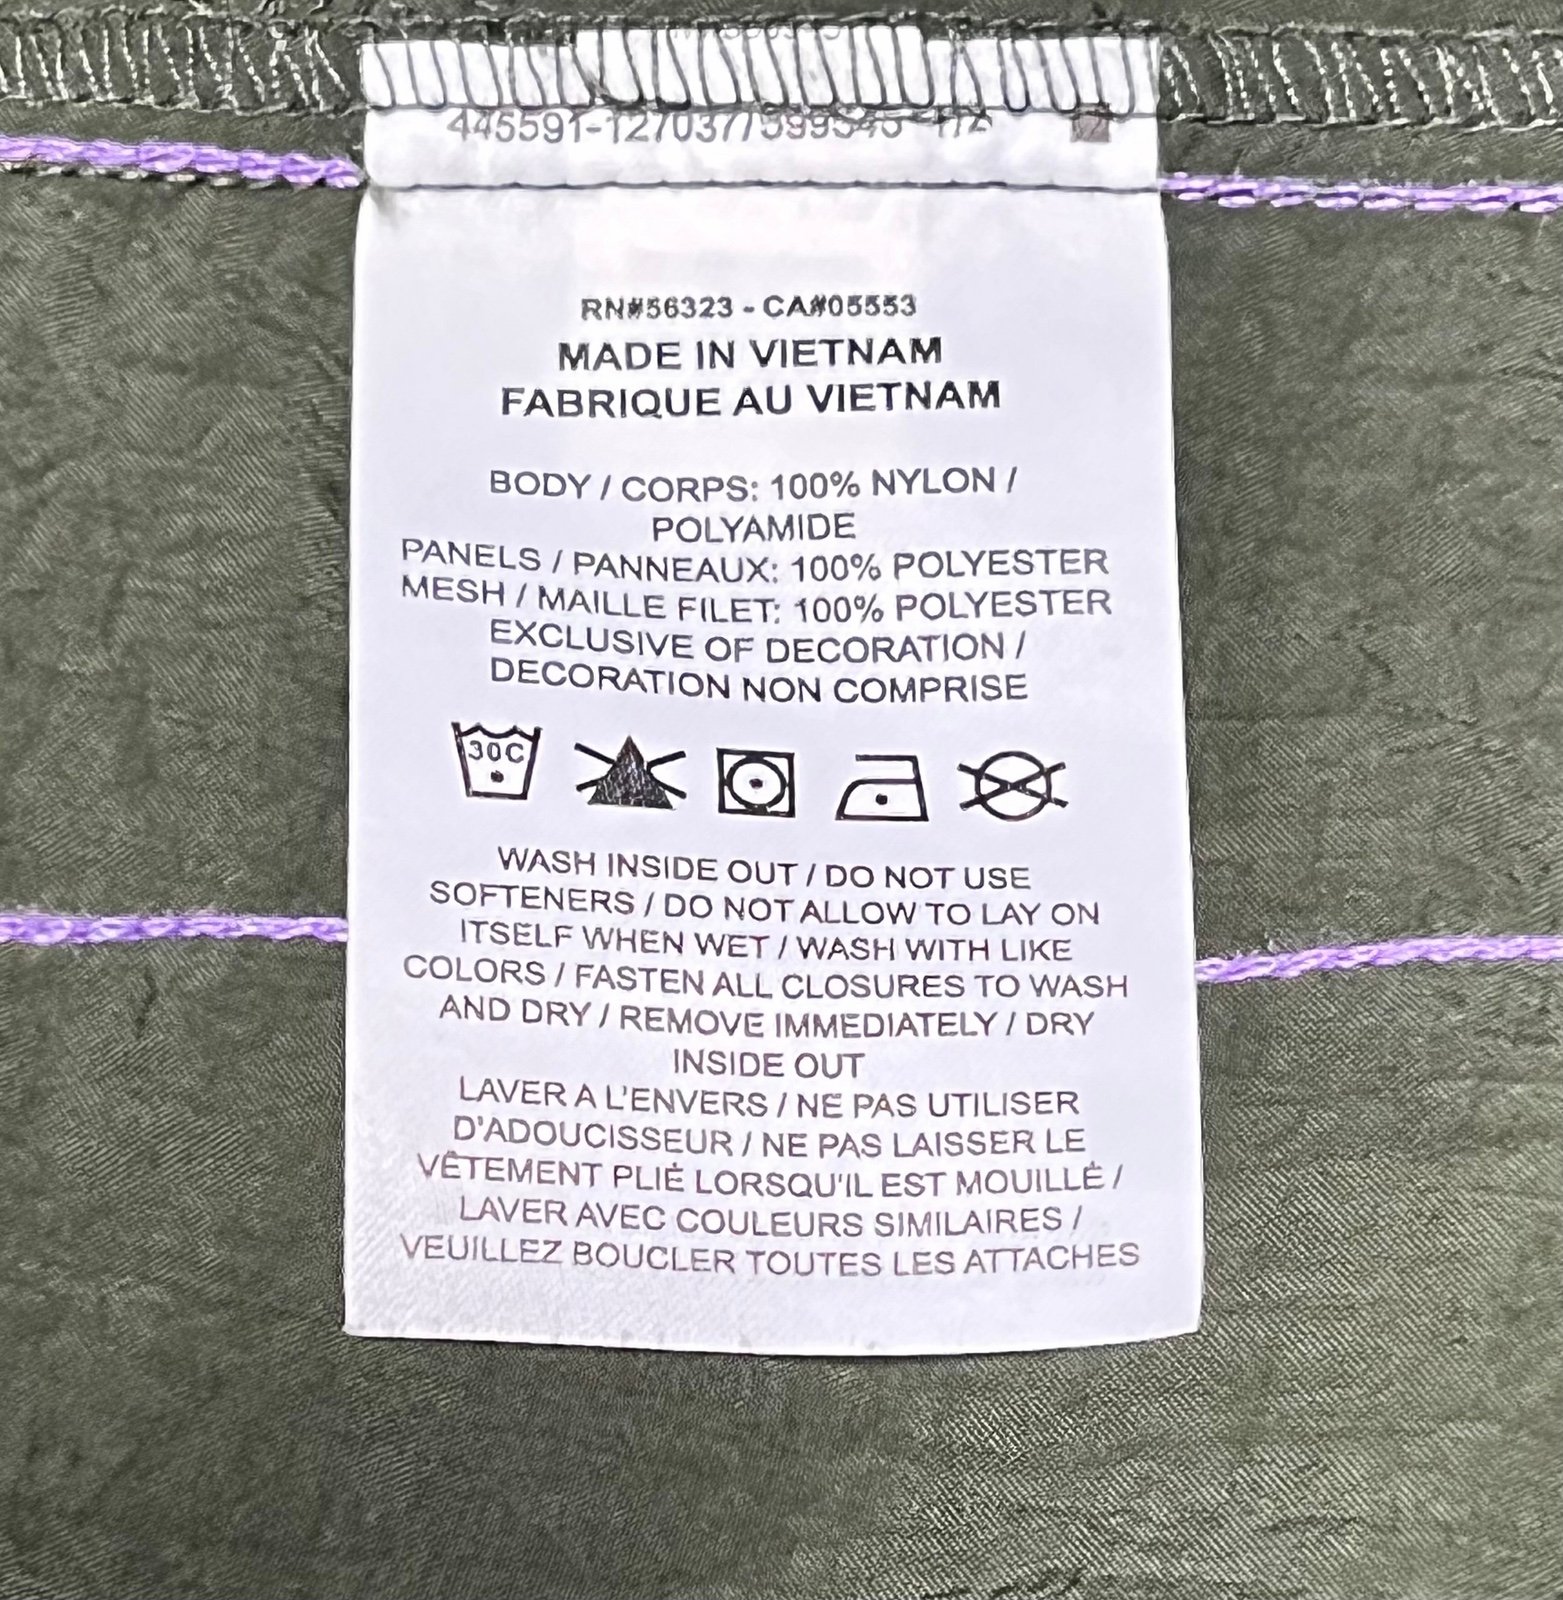 RN#56323 - CA#05553
MADE IN VIETNAM
FABRIQUE AU VIETNAM
BODY / CORPS: 100% NYLON /
POLYAMIDE
PANELS / PANNEAUX: 100% POLYESTER
MESH / MAILLE FILET: 100% POLYESTER
EXCLUSIVE OF DECORATION /
DECORATION NON COMPRISE
30C
WASH INSIDE OUT / DO NOT USE
SOFTENERS / DO NOT ALLOW TO LAY ON
ITSELF WHEN WET / WASH WITH LIKE
COLORS / FASTEN ALL CLOSURES TO WASH
AND DRY / REMOVE IMMEDIATELY / DRY
INSIDE OUT
LAVER A L'ENVERS / NE PAS UTILISER
D'ADOUCISSEUR / NE PAS LAISSER LE
VÊTEMENT PLIÉ LORSQU'IL EST MOUILLÉ /
LAVER AVEC COULEURS SIMILAIRES /
VEUILLEZ BOUCLER TOUTES LES ATTACHES